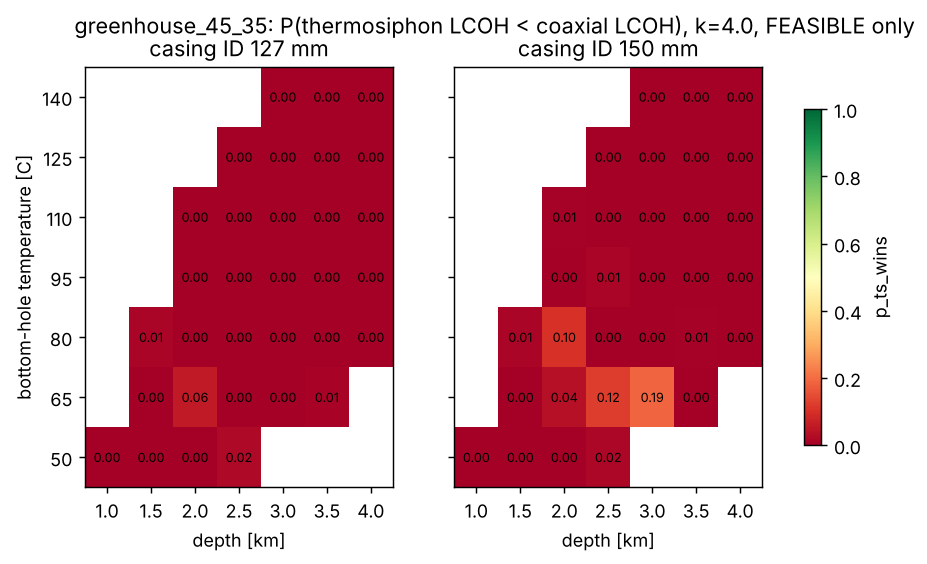 greenhouse_45_35: P(thermosiphon LCOH < coaxial LCOH), k=4.0, FEASIBLE only
casing ID 127 mm
casing ID 150 mm
bottom-hole temperature [C]
140
125
110
95
80
65
50
0.00 0.00 0.00
0.00 0.00 0.00 0.00
0.00 0.00 0.00 0.00 0.00
0.00 0.00 0.00 0.00 0.00
0.01 0.00 0.00 0.00 0.00 0.00
0.00 0.06 0.00 0.00 0.01
0.00 0.00 0.00 0.02
1.0 1.5 2.0 2.5 3.0 3.5 4.0
depth [km]
0.00 0.00 0.00
0.00 0.00 0.00 0.00
0.01 0.00 0.00 0.00 0.00
0.00 0.01 0.00 0.00 0.00
0.01 0.10 0.00 0.00 0.01 0.00
0.00 0.04 0.12 0.19 0.00
0.00 0.00 0.00 0.02
1.0 1.5 2.0 2.5 3.0 3.5 4.0
depth [km]
1.0
0.8
0.6
0.4
0.2
0.0
p_ts_wins